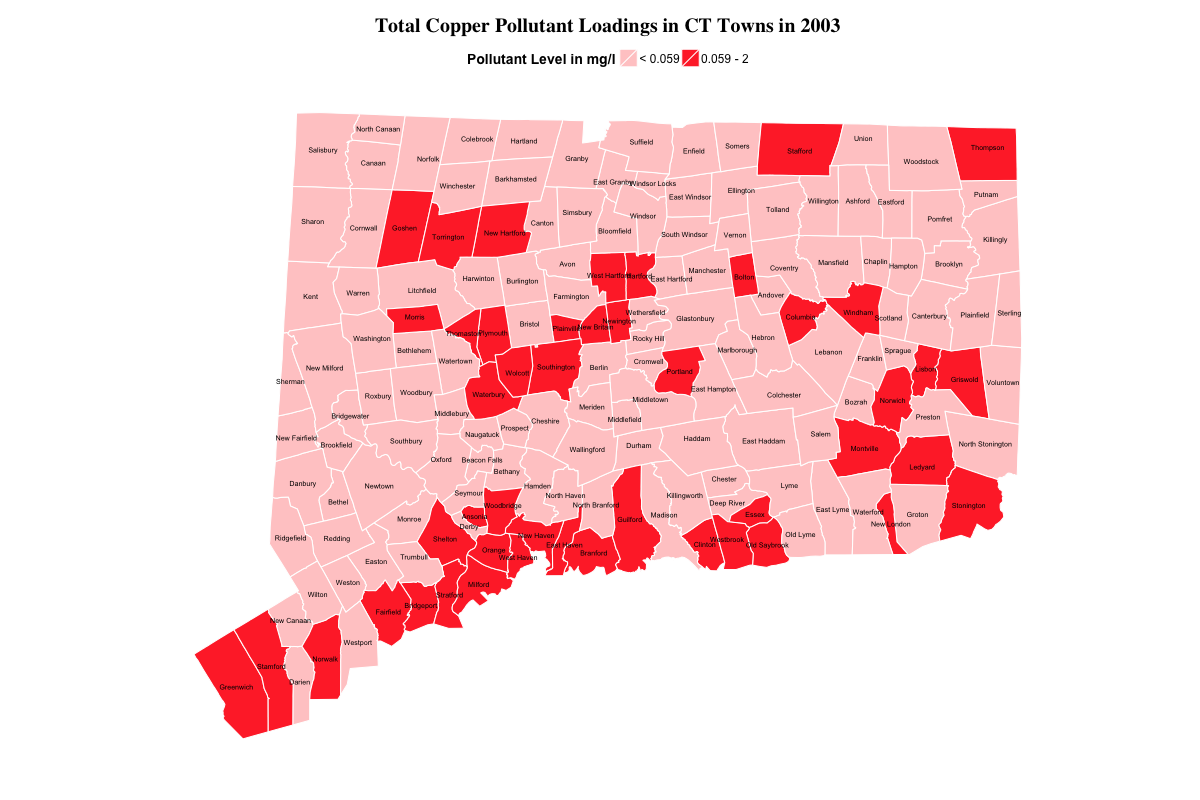 Total Copper Pollutant Loadings in CT Towns in 2003
Pollutant Level in mg/l < 0.059 0.059 - 2
North Canaan
Colebrook
Hartland
Suffield
Union
Salisbury
Canaan
Norfolk
Granby
Enfield
Somers
Stafford
Woodstock
Thompson
Winchester
Barkhamsted
East Granby
Windsor Locks
East Windsor
Ellington
Tolland
Willington
Ashford
Eastford
Putnam
Sharon
Cornwall
Goshen
Torrington
New Hartford
Canton
Simsbury
Bloomfield
Windsor
South Windsor
Vernon
Pomfret
Killingly
Kent
Warren
Litchfield
Harwinton
Burlington
Avon
Farmington
West Hartford
Hartford
East Hartford
Manchester
Bolton
Coventry
Andover
Mansfield
Chaplin
Hampton
Brooklyn
Morris
Thomaston
Plymouth
Bristol
Plainville
New Britain
Newington
Wethersfield
Rocky Hill
Glastonbury
Columbia
Windham
Scotland
Canterbury
Plainfield
Sterling
Washington
Bethlehem
Watertown
Wolcott
Southington
Berlin
Cromwell
Portland
Marlborough
Hebron
Lebanon
Franklin
Sprague
Lisbon
Griswold
Voluntown
Sherman
New Milford
Roxbury
Woodbury
Waterbury
Middlebury
Meriden
Middletown
Middlefield
East Hampton
Colchester
Bozrah
Norwich
Preston
Bridgewater
Brookfield
New Fairfield
Southbury
Naugatuck
Prospect
Cheshire
Wallingford
Durham
Haddam
East Haddam
Salem
Montville
Ledyard
North Stonington
Oxford
Beacon Falls
Bethany
Danbury
Bethel
Newtown
Seymour
Woodbridge
Hamden
North Haven
North Branford
Guilford
Madison
Killingworth
Chester
Deep River
Essex
Lyme
East Lyme
Waterford
New London
Groton
Stonington
Ridgefield
Redding
Monroe
Ansonia
Derby
Shelton
Orange
West Haven
New Haven
East Haven
Branford
Clinton
Westbrook
Old Saybrook
Old Lyme
Easton
Trumbull
Weston
Wilton
Milford
Stratford
Bridgeport
Fairfield
New Canaan
Westport
Norwalk
Stamford
Darien
Greenwich